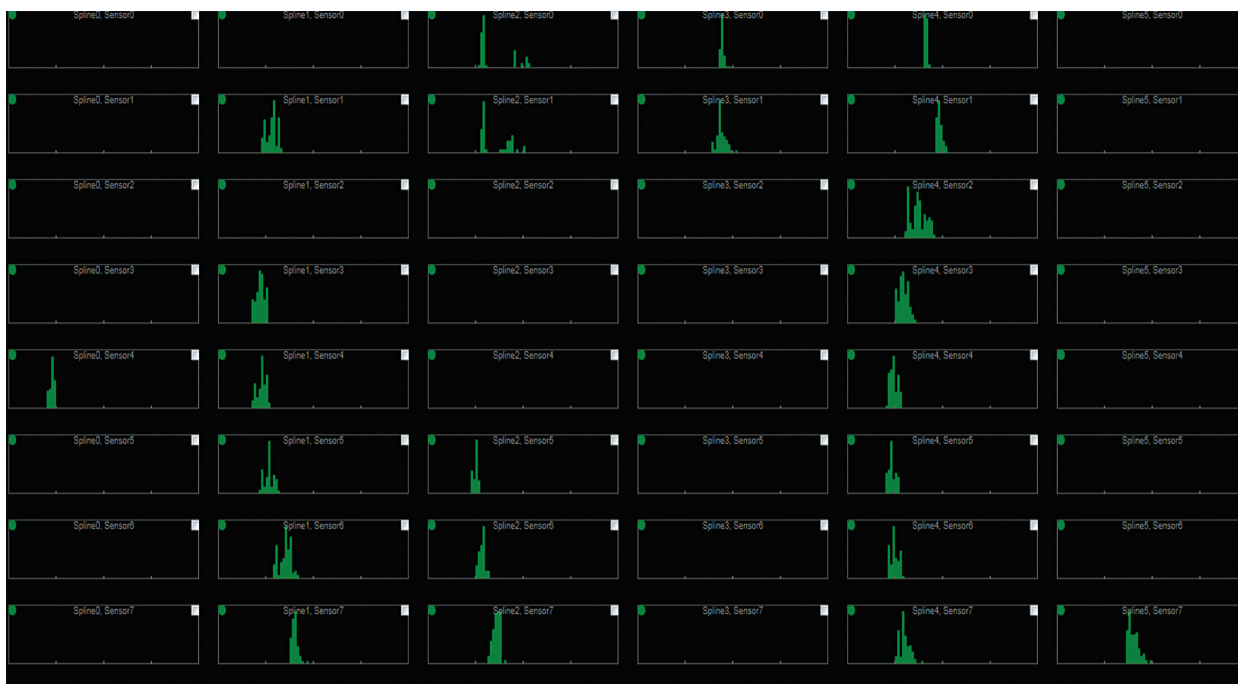 Spline0, Sensor0 Spline1, Sensor0 Spline2, Sensor0 Spline3, Sensor0 Spline4, Sensor0 Spline5, Sensor0
Spline0, Sensor1 Spline1, Sensor1 Spline2, Sensor1 Spline3, Sensor1 Spline4, Sensor1 Spline5, Sensor1
Spline0, Sensor2 Spline1, Sensor2 Spline2, Sensor2 Spline3, Sensor2 Spline4, Sensor2 Spline5, Sensor2
Spline0, Sensor3 Spline1, Sensor3 Spline2, Sensor3 Spline3, Sensor3 Spline4, Sensor3 Spline5, Sensor3
Spline0, Sensor4 Spline1, Sensor4 Spline2, Sensor4 Spline3, Sensor4 Spline4, Sensor4 Spline5, Sensor4
Spline0, Sensor5 Spline1, Sensor5 Spline2, Sensor5 Spline3, Sensor5 Spline4, Sensor5 Spline5, Sensor5
Spline0, Sensor6 Spline1, Sensor6 Spline2, Sensor6 Spline3, Sensor6 Spline4, Sensor6 Spline5, Sensor6
Spline0, Sensor7 Spline1, Sensor7 Spline2, Sensor7 Spline3, Sensor7 Spline4, Sensor7 Spline5, Sensor7